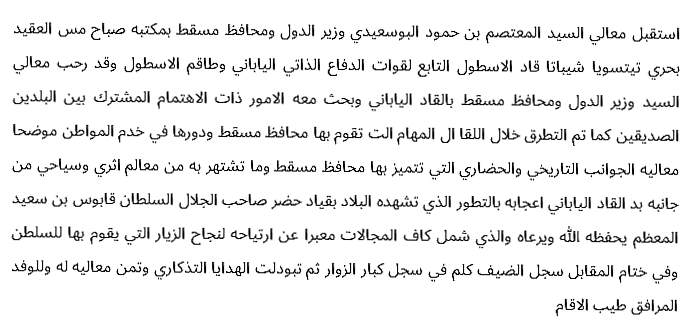 استقبل معالي السيد المعتصم بن حمود البوسعيدي وزير الدول ومحافظ مسقط بمكتبه صباح مس العقيد
بحري تيتسويا شيباتا قاد الاسطول التابع لقوات الدفاع الذاتي الياباني وطاقم الاسطول وقد رحب معالي
السيد وزير الدول ومحافظ مسقط بالقاد الياباني وبحث معه الامور ذات الاهتمام المشترك بين البلدين
الصديقين كما تم التطرق خلال اللقا ال المهام الت تقوم بها محافظ مسقط ودورها في خدم المواطن موضحا
معاليه الجوانب التاريخي والحضاري التي تتميز بها محافظ مسقط وما تشتهر به من معالم اثري وسياحي من
جانبه بد القاد الياباني اعجابه بالتطور الذي تشهده البلاد بقياد حضر صاحب الجلال السلطان قابوس بن سعيد
المعظم يحفظه الله ويرعاه والذي شمل كاف المجالات معبرا عن ارتياحه لنجاح الزيار التي يقوم بها للسلطن
وفي ختام المقابل سجل الضيف كلم في سجل كبار الزوار ثم تبودلت الهدايا التذكاري وتمن معاليه له وللوفد
المرافق طيب الاقام